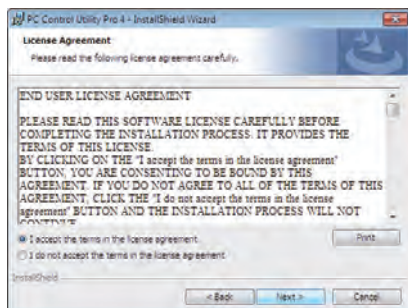 PC Control Utility Pro 4 - InstallShield Wizard
License Agreement
Please read the following license agreement carefully.
END USER LICENSE AGREEMENT
PLEASE READ THIS SOFTWARE LICENSE CAREFULLY BEFORE
COMPLETING THE INSTALLATION PROCESS. IT PROVIDES THE
TERMS OF THIS LICENSE.
BY CLICKING ON THE "I accept the terms in the license agreement"
BUTTON, YOU ARE CONSENTING TO BE BOUND BY THIS
AGREEMENT. IF YOU DO NOT AGREE TO ALL OF THE TERMS OF THIS
AGREEMENT, CLICK THE "I do not accept the terms in the license
agreement" BUTTON AND THE INSTALLATION PROCESS WILL NOT
CONTINUE.
I accept the terms in the license agreement
I do not accept the terms in the license agreement
Print
InstallShield
< Back
Next >
Cancel